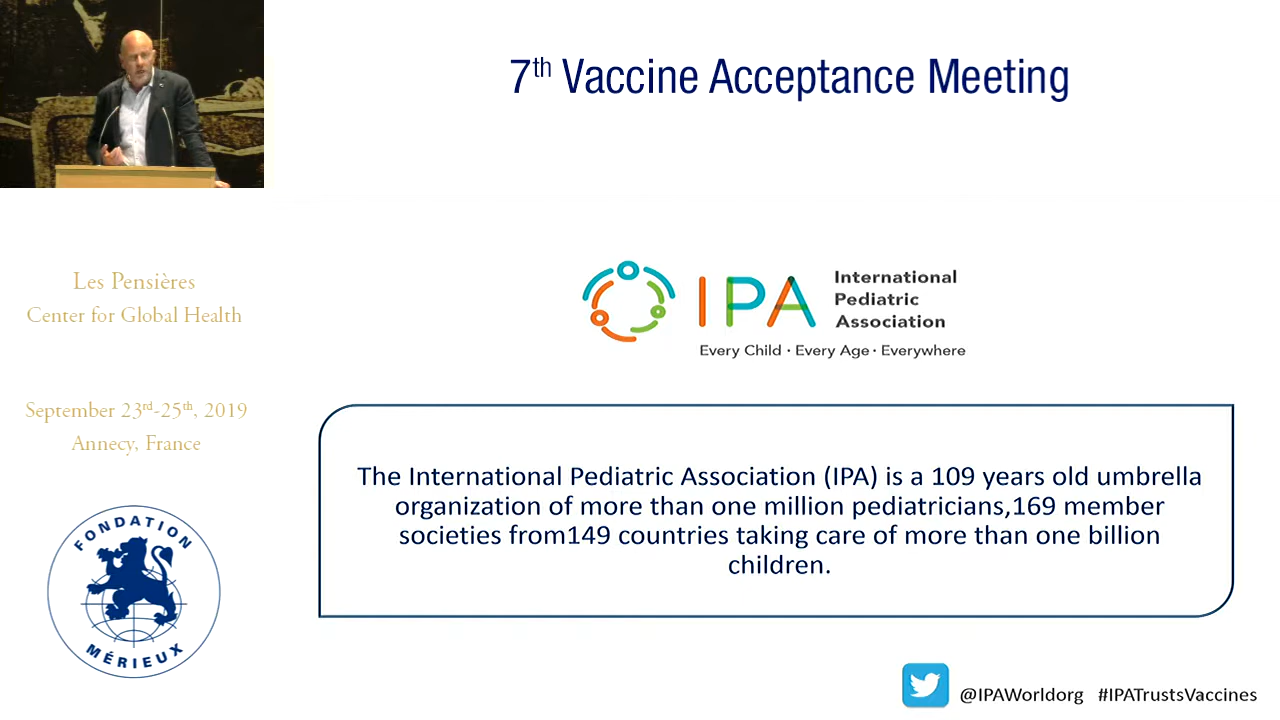 7th Vaccine Acceptance Meeting
Les Pensières
Center for Global Health
September 23rd-25th, 2019
Annecy, France
FONDATION
MÉRIEUX
IPA
International
Pediatric
Association
Every Child · Every Age · Everywhere
The International Pediatric Association (IPA) is a 109 years old umbrella
organization of more than one million pediatricians,169 member
societies from149 countries taking care of more than one billion
children.
@IPAWorldorg #IPATrustsVaccines